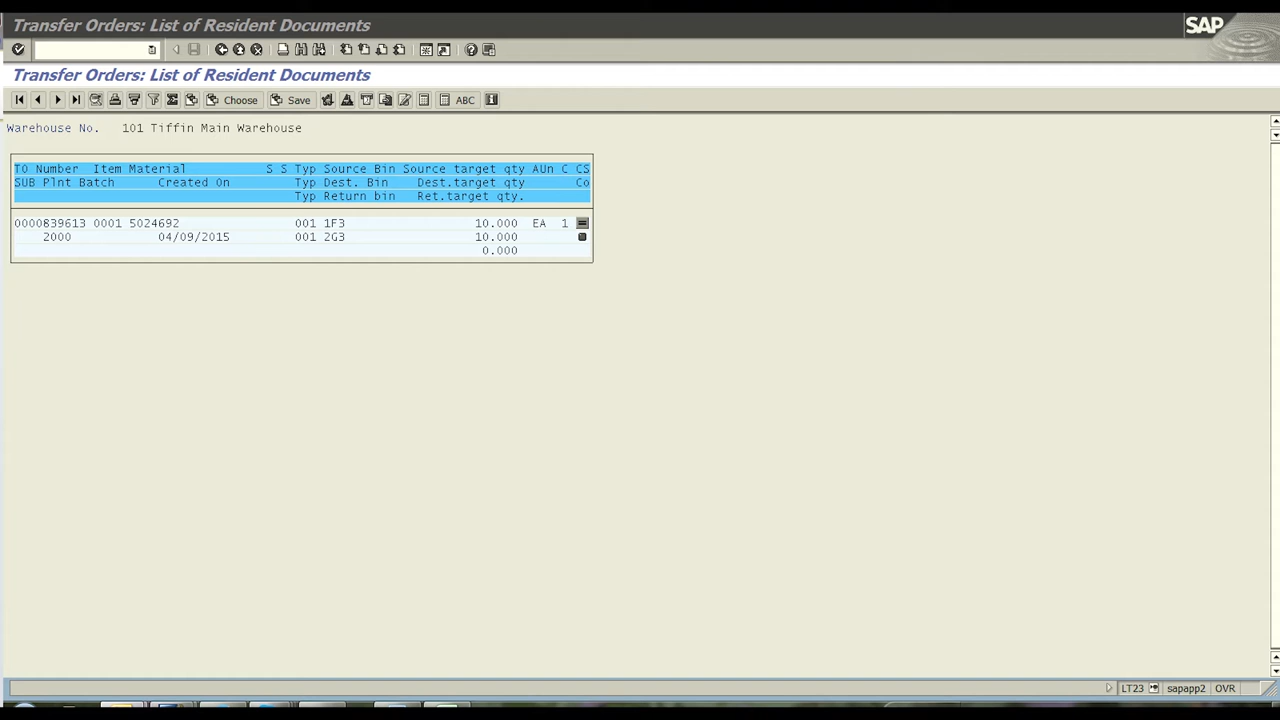 Transfer Orders: List of Resident Documents
SAP
Transfer Orders: List of Resident Documents
Choose Save ABC
Warehouse No. 101 Tiffin Main Warehouse
TO Number Item Material S S Typ Source Bin Source target qty AUn C CS
SUB Plnt Batch Created On Typ Dest. Bin Dest.target qty Co
Typ Return bin Ret.target qty.
0000839613 0001 5024692 001 1F3 10.000 EA 1
2000 04/09/2015 001 2G3 10.000
0.000
LT23 sapapp2 OVR